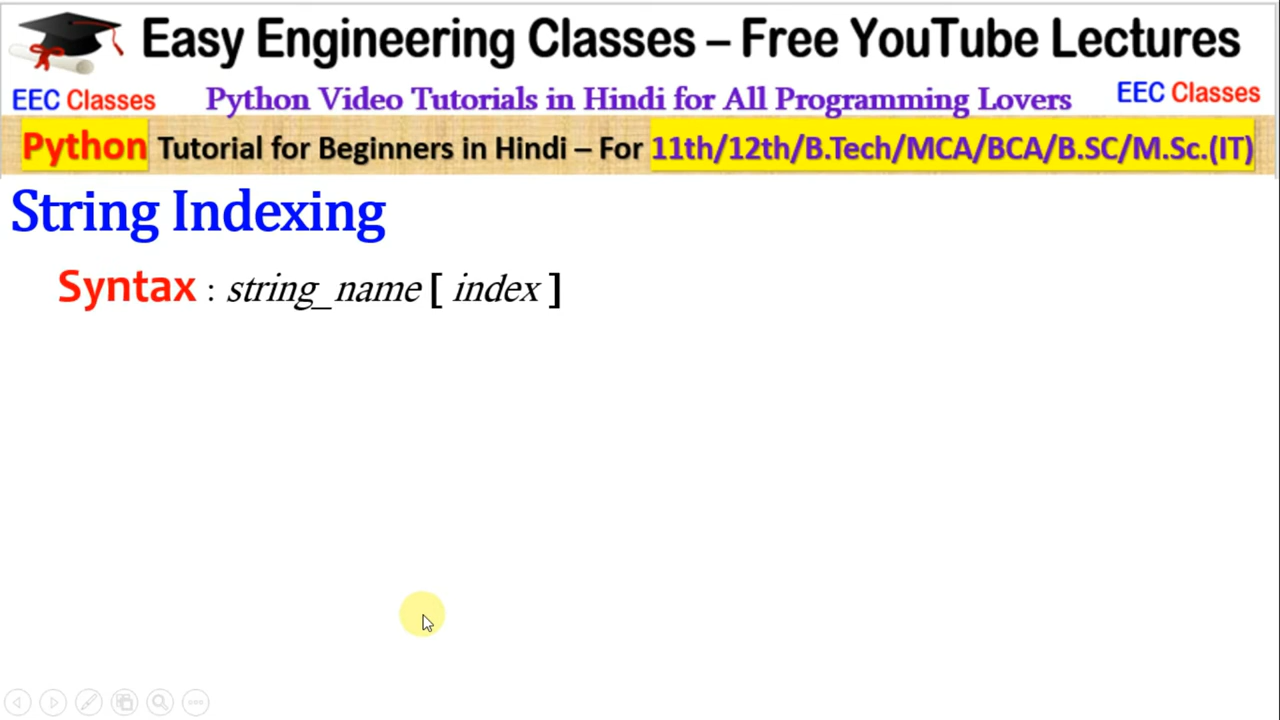 Easy Engineering Classes – Free YouTube Lectures
EEC Classes Python Video Tutorials in Hindi for All Programming Lovers EEC Classes
Python Tutorial for Beginners in Hindi – For 11th/12th/B.Tech/MCA/BCA/B.SC/M.Sc.(IT)
String Indexing
Syntax : string_name [ index ]